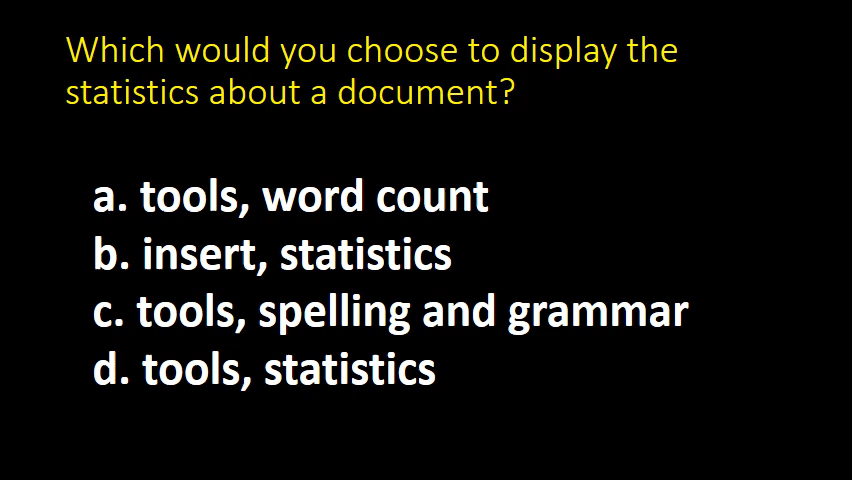 Which would you choose to display the
statistics about a document?
a. tools, word count
b. insert, statistics
c. tools, spelling and grammar
d. tools, statistics